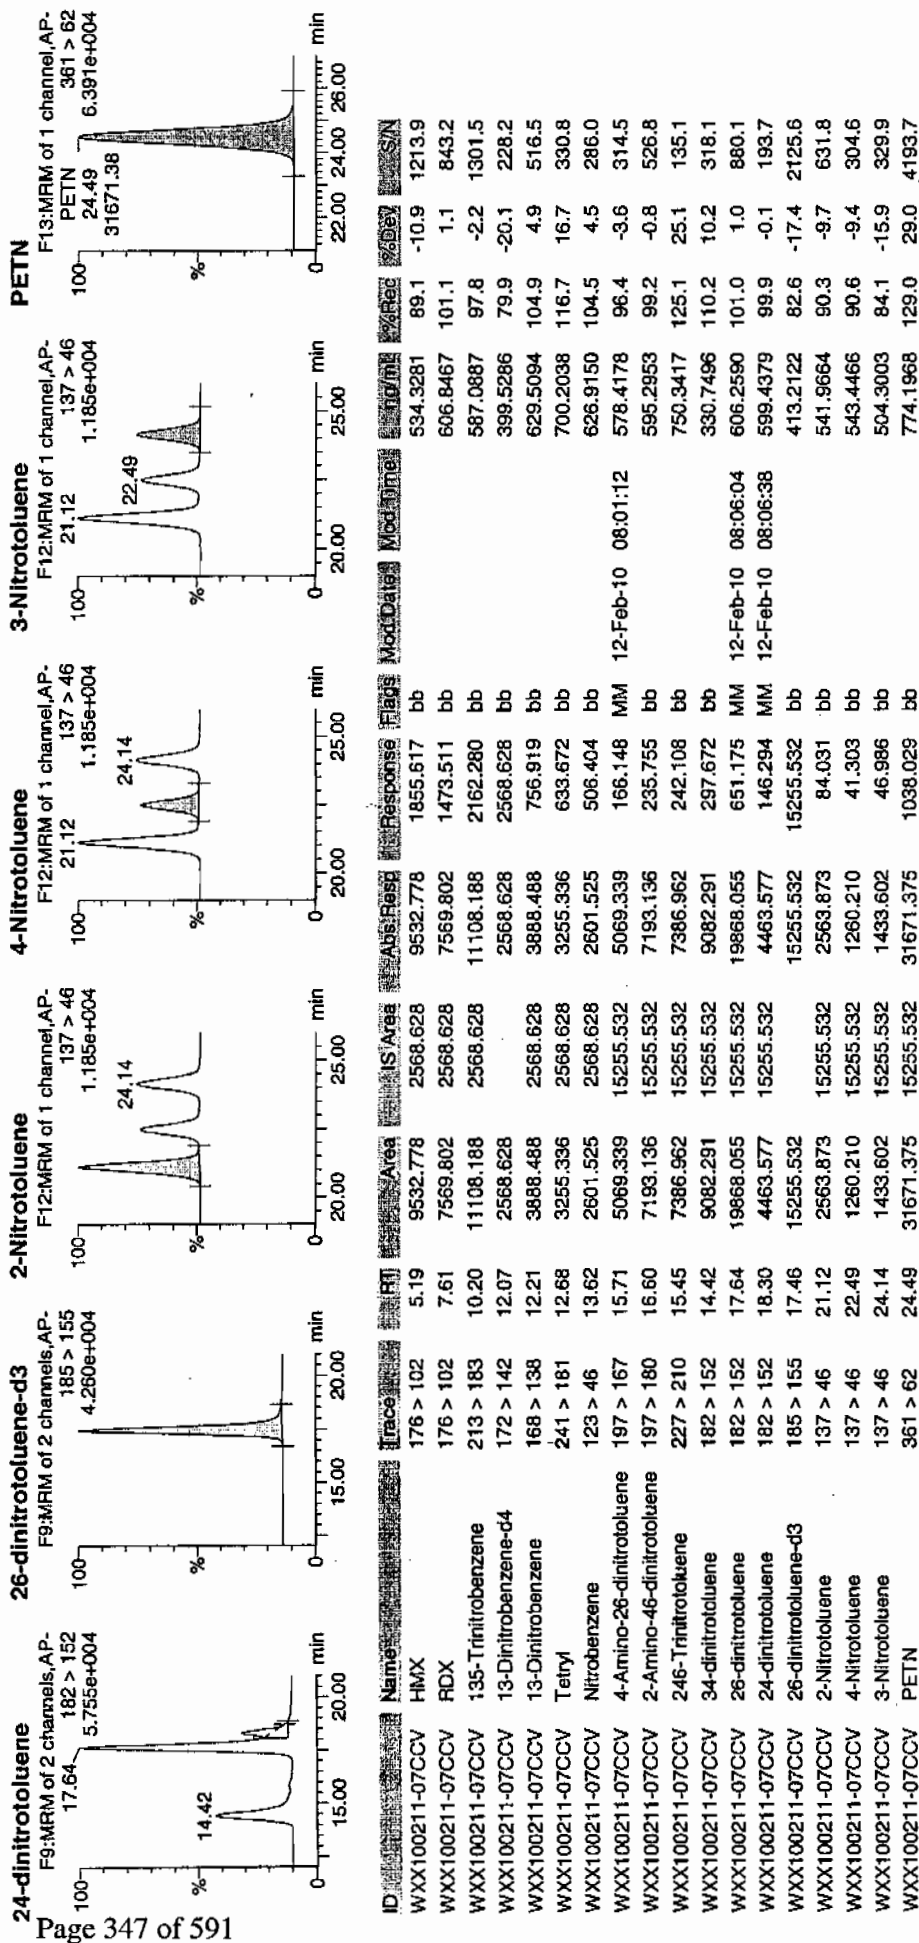 24-dinitrotoluene
F9:MRM of 2 channels,AP-
182 > 152
5.755e+004
100
17.64
14.42
%
0
15.00 20.00 min
26-dinitrotoluene-d3
F9:MRM of 2 channels,AP-
185 > 155
4.260e+004
100
%
0
15.00 20.00 min
2-Nitrotoluene
F12:MRM of 1 channel,AP-
137 > 46
1.185e+004
100
24.14
%
0
20.00 25.00 min
4-Nitrotoluene
F12:MRM of 1 channel,AP-
21.12 137 > 46
1.185e+004
100
24.14
%
0
20.00 25.00 min
3-Nitrotoluene
F12:MRM of 1 channel,AP-
21.12 137 > 46
1.185e+004
100
22.49
%
0
20.00 25.00 min
PETN
F13:MRM of 1 channel,AP-
PETN 361 > 62
24.49 6.391e+004
31671.38
100
%
0
22.00 24.00 26.00 min
ID Name Trace RT Area IS Area Abs.Resp Response Flags Mod.Date Mod.Time ng/mL %Rec %Dev S/N
WXX100211-07CCV HMX 176 > 102 5.19 9532.778 2568.628 9532.778 1855.617 bb 534.3281 89.1 -10.9 1213.9
WXX100211-07CCV RDX 176 > 102 7.61 7569.802 2568.628 7569.802 1473.511 bb 606.8467 101.1 1.1 843.2
WXX100211-07CCV 135-Trinitrobenzene 213 > 183 10.20 11108.188 2568.628 11108.188 2162.280 bb 587.0887 97.8 -2.2 1301.5
WXX100211-07CCV 13-Dinitrobenzene-d4 172 > 142 12.07 2568.628 2568.628 2568.628 bb 399.5286 79.9 -20.1 228.2
WXX100211-07CCV 13-Dinitrobenzene 168 > 138 12.21 3888.488 2568.628 3888.488 756.919 bb 629.5094 104.9 4.9 516.5
WXX100211-07CCV Tetryl 241 > 181 12.68 3255.336 2568.628 3255.336 633.672 bb 700.2038 116.7 16.7 330.8
WXX100211-07CCV Nitrobenzene 123 > 46 13.62 2601.525 2568.628 2601.525 506.404 bb 626.9150 104.5 4.5 286.0
WXX100211-07CCV 4-Amino-26-dinitrotoluene 197 > 167 15.71 5069.339 15255.532 5069.339 166.148 MM 12-Feb-10 08:01:12 578.4178 96.4 -3.6 314.5
WXX100211-07CCV 2-Amino-46-dinitrotoluene 197 > 180 16.60 7193.136 15255.532 7193.136 235.755 bb 595.2953 99.2 -0.8 526.8
WXX100211-07CCV 246-Trinitrotoluene 227 > 210 15.45 7386.962 15255.532 7386.962 242.108 bb 750.3417 125.1 25.1 135.1
WXX100211-07CCV 34-dinitrotoluene 182 > 152 14.42 9082.291 15255.532 9082.291 297.672 bb 330.7496 110.2 10.2 318.1
WXX100211-07CCV 26-dinitrotoluene 182 > 152 17.64 19868.055 15255.532 19868.055 651.175 MM 12-Feb-10 08:06:04 606.2590 101.0 1.0 880.1
WXX100211-07CCV 24-dinitrotoluene 182 > 152 18.30 4463.577 15255.532 4463.577 146.294 MM 12-Feb-10 08:06:38 599.4379 99.9 -0.1 193.7
WXX100211-07CCV 26-dinitrotoluene-d3 185 > 155 17.46 15255.532 15255.532 15255.532 bb 413.2122 82.6 -17.4 2125.6
WXX100211-07CCV 2-Nitrotoluene 137 > 46 21.12 2563.873 15255.532 2563.873 84.031 bb 541.9664 90.3 -9.7 631.8
WXX100211-07CCV 4-Nitrotoluene 137 > 46 22.49 1260.210 15255.532 1260.210 41.303 bb 543.4466 90.6 -9.4 304.6
WXX100211-07CCV 3-Nitrotoluene 137 > 46 24.14 1433.602 15255.532 1433.602 46.986 bb 504.3003 84.1 -15.9 329.9
WXX100211-07CCV PETN 361 > 62 24.49 31671.375 15255.532 31671.375 1038.029 bb 774.1968 129.0 29.0 4193.7
Page 347 of 591